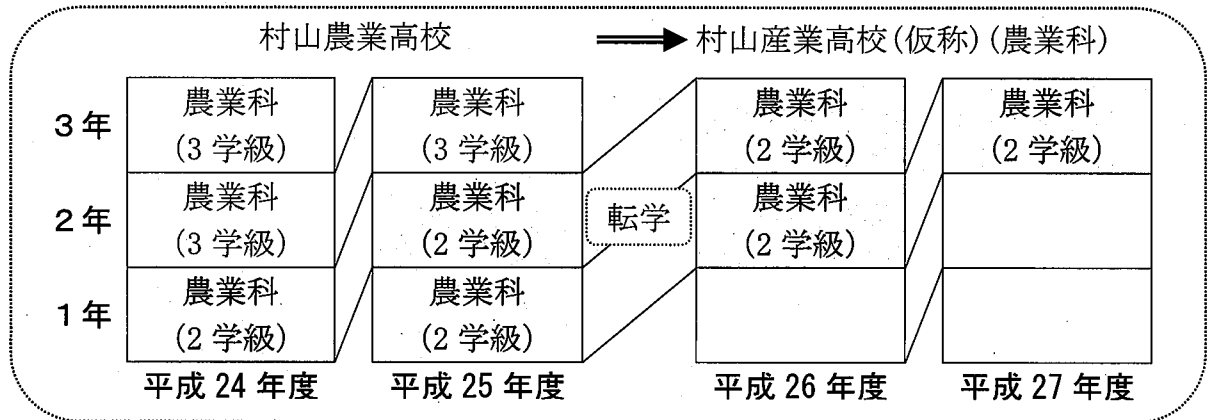 村山農業高校 村山産業高校(仮称)(農業科)
3年
農業科
(3学級)
農業科
(3学級)
農業科
(2学級)
農業科
(2学級)
2年
農業科
(3学級)
農業科
(2学級)
転学
農業科
(2学級)
1年
農業科
(2学級)
農業科
(2学級)
平成24年度 平成25年度 平成26年度 平成27年度